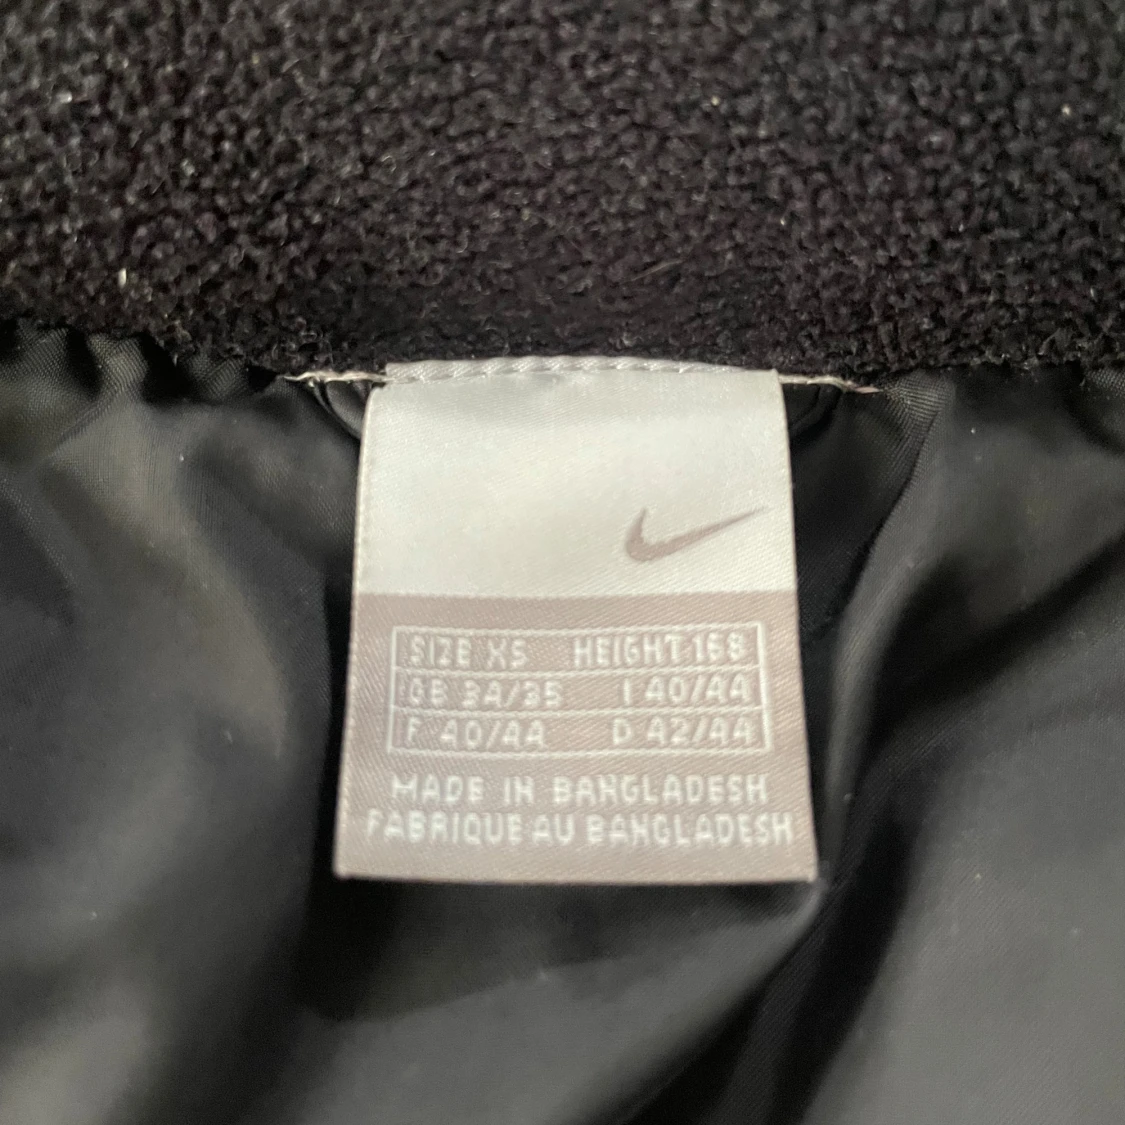 SIZE XS HEIGHT 168
GB 34/35 I 40/44
F 40/44 D 42/44
MADE IN BANGLADESH
FABRIQUE AU BANGLADESH